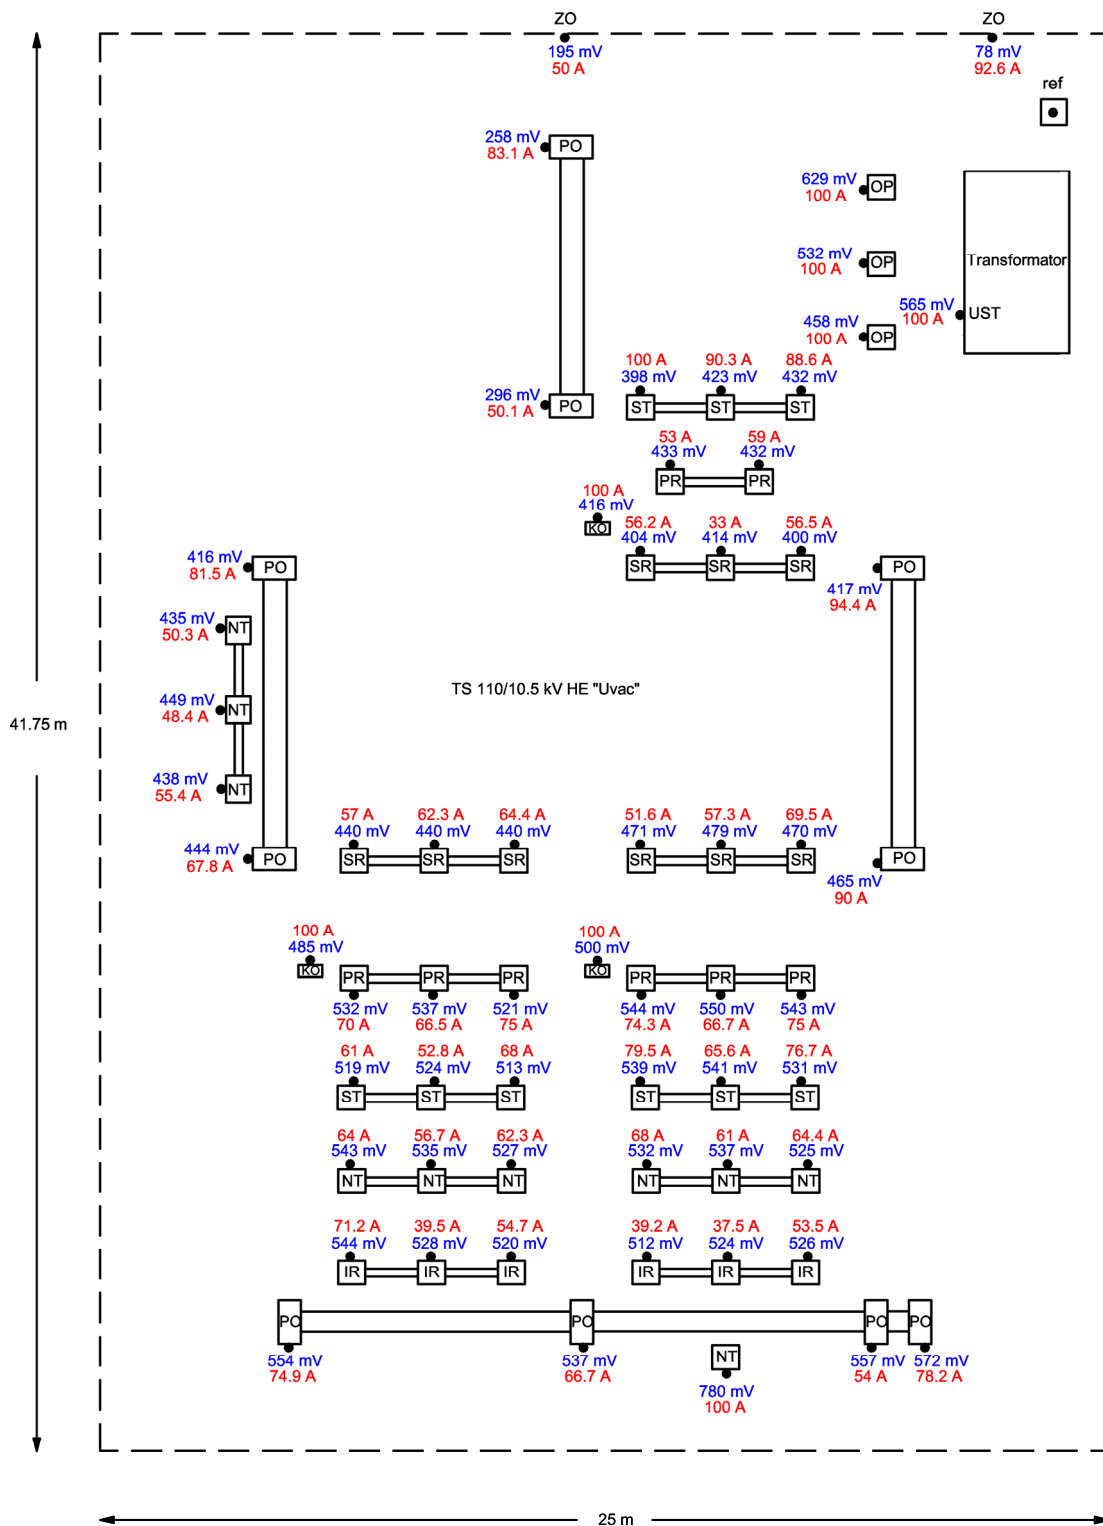 ZO
195 mV
50 A
ZO
78 mV
92.6 A
ref
258 mV
83.1 A
PO
629 mV
100 A
OP
532 mV
100 A
OP
Transformator
565 mV
100 A
UST
458 mV
100 A
OP
296 mV
50.1 A
PO
100 A
398 mV
ST
90.3 A
423 mV
ST
88.6 A
432 mV
ST
53 A
433 mV
PR
59 A
432 mV
PR
100 A
416 mV
KO
56.2 A
404 mV
SR
33 A
414 mV
SR
56.5 A
400 mV
SR
416 mV
81.5 A
PO
PO
417 mV
94.4 A
435 mV
50.3 A
NT
449 mV
48.4 A
NT
438 mV
55.4 A
NT
TS 110/10.5 kV HE "Uvac"
41.75 m
444 mV
67.8 A
PO
57 A
440 mV
SR
62.3 A
440 mV
SR
64.4 A
440 mV
SR
51.6 A
471 mV
SR
57.3 A
479 mV
SR
69.5 A
470 mV
SR
PO
465 mV
90 A
100 A
485 mV
KO
PR
532 mV
70 A
PR
537 mV
66.5 A
PR
521 mV
75 A
100 A
500 mV
KO
PR
544 mV
74.3 A
PR
550 mV
66.7 A
PR
543 mV
75 A
61 A
519 mV
ST
52.8 A
524 mV
ST
68 A
513 mV
ST
79.5 A
539 mV
ST
65.6 A
541 mV
ST
76.7 A
531 mV
ST
64 A
543 mV
NT
56.7 A
535 mV
NT
62.3 A
527 mV
NT
68 A
532 mV
NT
61 A
537 mV
NT
64.4 A
525 mV
NT
71.2 A
544 mV
IR
39.5 A
528 mV
IR
54.7 A
520 mV
IR
39.2 A
512 mV
IR
37.5 A
524 mV
IR
53.5 A
526 mV
IR
PO
554 mV
74.9 A
PO
537 mV
66.7 A
NT
780 mV
100 A
PO
557 mV
54 A
PO
572 mV
78.2 A
25 m